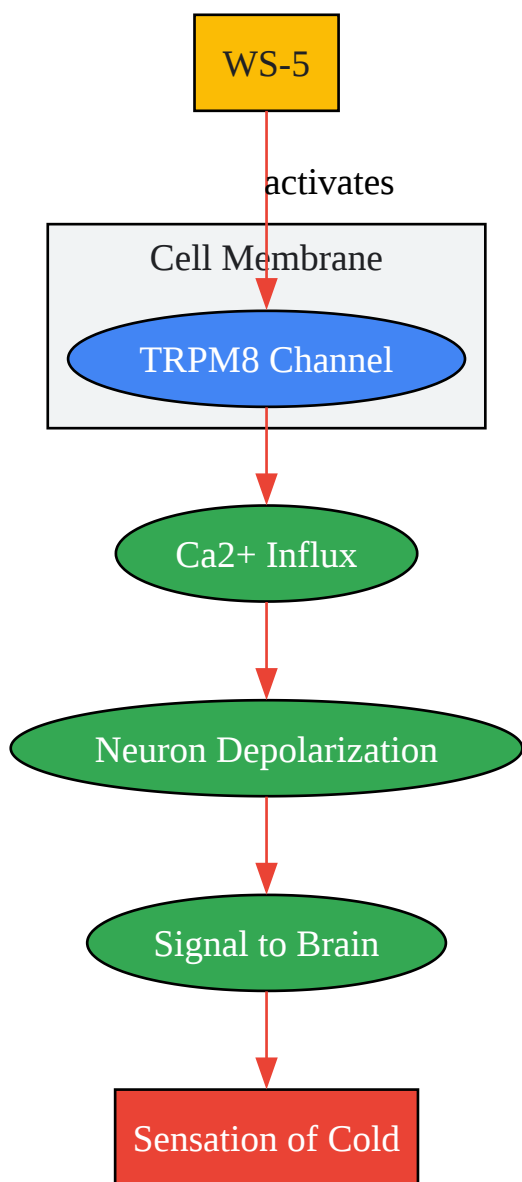 WS-5
activates
Cell Membrane
TRPM8 Channel
Ca2+ Influx
Neuron Depolarization
Signal to Brain
Sensation of Cold